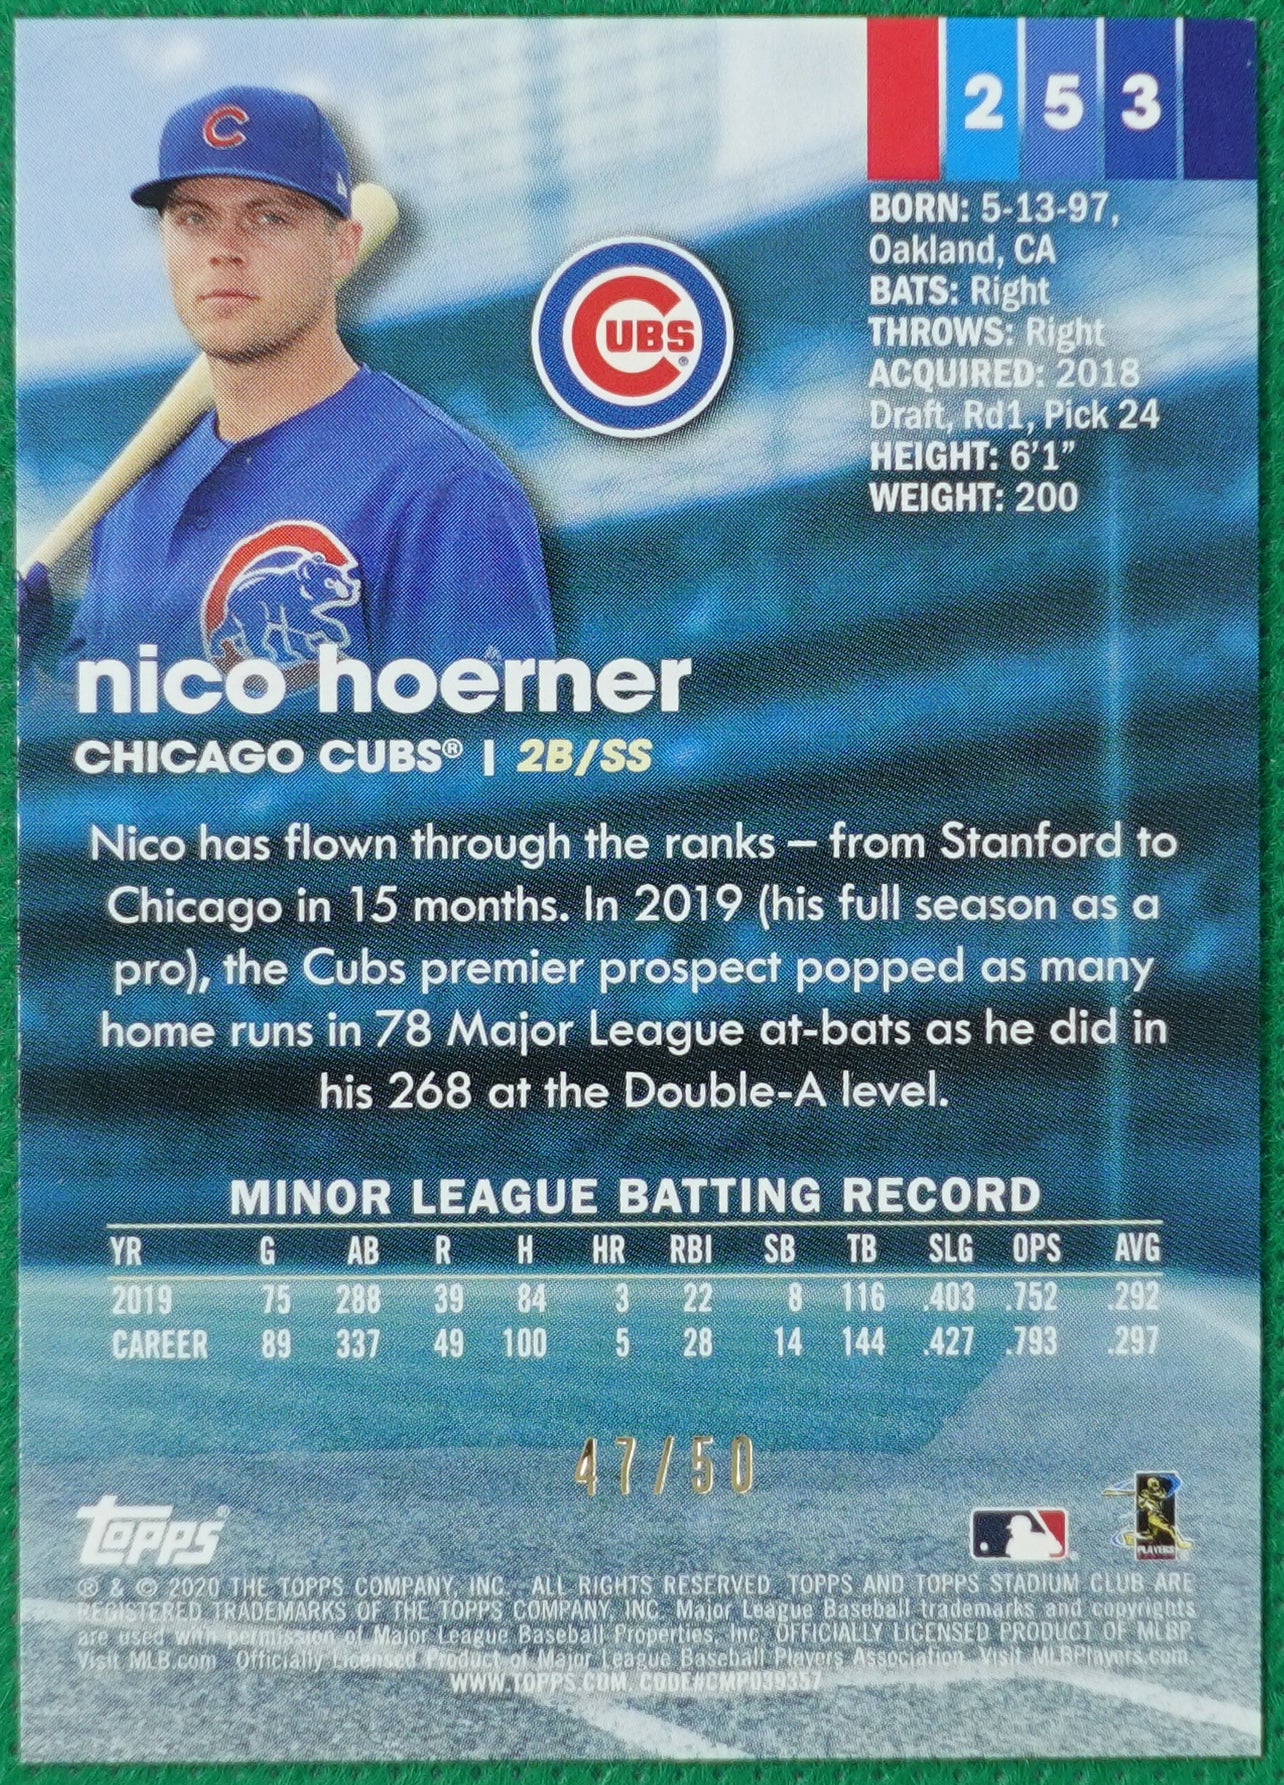 C
2 5 3
BORN: 5-13-97,
Oakland, CA
BATS: Right
THROWS: Right
ACQUIRED: 2018
Draft, Rd1, Pick 24
HEIGHT: 6'1"
WEIGHT: 200
CUBS®
nico hoerner
CHICAGO CUBS® | 2B/SS
Nico has flown through the ranks – from Stanford to
Chicago in 15 months. In 2019 (his full season as a
pro), the Cubs premier prospect popped as many
home runs in 78 Major League at-bats as he did in
his 268 at the Double-A level.
MINOR LEAGUE BATTING RECORD
YR G AB R H HR RBI SB TB SLG OPS AVG
2019 75 288 39 84 3 22 8 116 .403 .752 .292
CAREER 89 337 49 100 5 28 14 144 .427 .793 .297
47/50
TOPPS®
PLAYERS
® & © 2020 THE TOPPS COMPANY, INC. ALL RIGHTS RESERVED. TOPPS AND TOPPS STADIUM CLUB ARE
REGISTERED TRADEMARKS OF THE TOPPS COMPANY, INC. Major League Baseball trademarks and copyrights
are used with permission of Major League Baseball Properties, Inc. OFFICIALLY LICENSED PRODUCT OF MLBP.
Visit MLB.com. Officially Licensed Product of Major League Baseball Players Association. Visit MLBPlayers.com.
WWW.TOPPS.COM. CODE#CMP039357